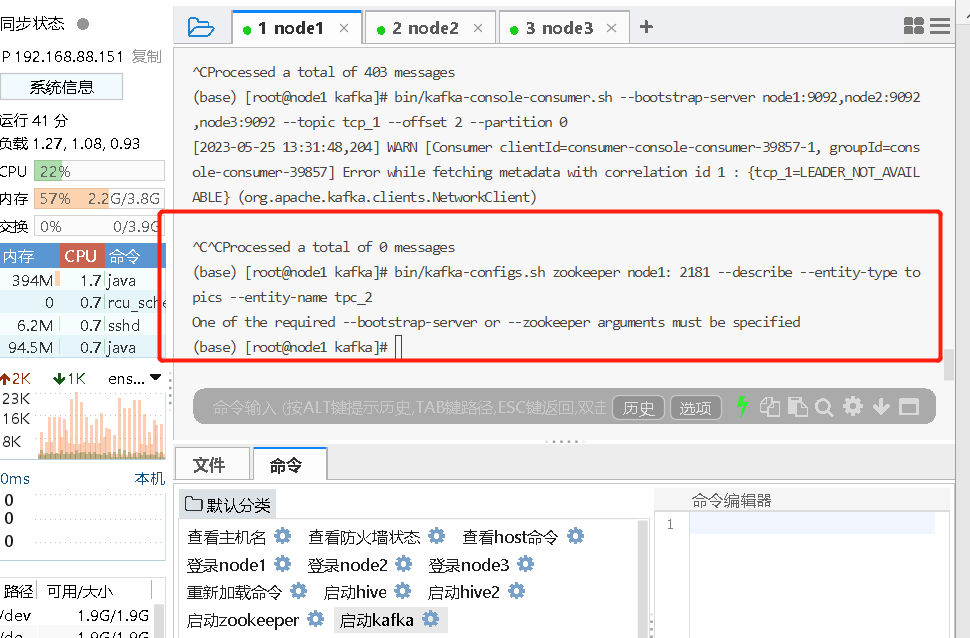 同步状态
P 192.168.88.151 复制
系统信息
运行 41 分
负载 1.27, 1.08, 0.93
CPU 22%
内存 57% 2.2G/3.8G
交换 0% 0/3.9G
内存 CPU 命令
394M 1.7 java
0 0.7 rcu_sche
6.2M 0.7 sshd
94.5M 0.7 java
2K 1K ens...
23K
16K
8K
0ms 本机
0
0
0
路径 可用/大小
/dev 1.9G/1.9G
1 node1 ×
2 node2 ×
3 node3 ×
+
^CProcessed a total of 403 messages
(base) [root@node1 kafka]# bin/kafka-console-consumer.sh --bootstrap-server node1:9092,node2:9092
,node3:9092 --topic tcp_1 --offset 2 --partition 0
[2023-05-25 13:31:48,204] WARN [Consumer clientId=consumer-console-consumer-39857-1, groupId=cons
ole-consumer-39857] Error while fetching metadata with correlation id 1 : {tcp_1=LEADER_NOT_AVAIL
ABLE} (org.apache.kafka.clients.NetworkClient)
^C^CProcessed a total of 0 messages
(base) [root@node1 kafka]# bin/kafka-configs.sh zookeeper node1: 2181 --describe --entity-type to
pics --entity-name tpc_2
One of the required --bootstrap-server or --zookeeper arguments must be specified
(base) [root@node1 kafka]#
命令输入 (按ALT键提示历史,TAB键路径,ESC键返回,双击
历史 选项
文件 命令
默认分类
查看主机名 查看防火墙状态 查看host命令
登录node1 登录node2 登录node3
重新加载命令 启动hive 启动hive2
启动zookeeper 启动kafka
命令编辑器
1